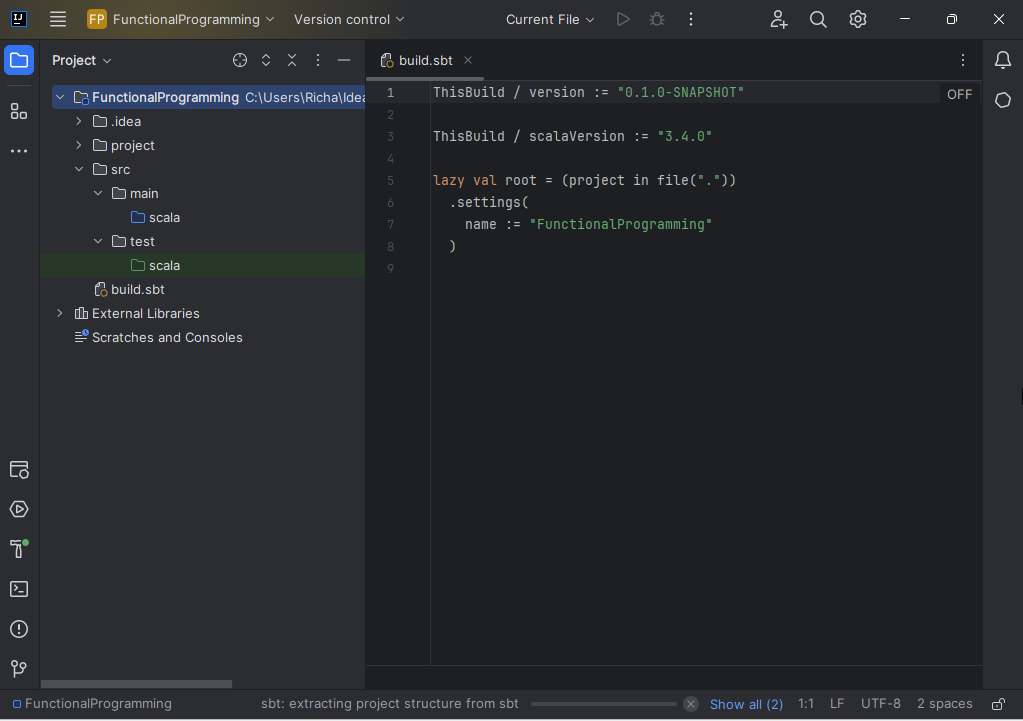 IJ
FP FunctionalProgramming Version control Current File
Project
build.sbt
FunctionalProgramming C:\Users\Richa\Idea
.idea
project
src
main
scala
test
scala
build.sbt
External Libraries
Scratches and Consoles
1 ThisBuild / version := "0.1.0-SNAPSHOT"
OFF
2
3 ThisBuild / scalaVersion := "3.4.0"
4
5 lazy val root = (project in file("."))
6 .settings(
7 name := "FunctionalProgramming"
8 )
9
FunctionalProgramming sbt: extracting project structure from sbt Show all (2) 1:1 LF UTF-8 2 spaces